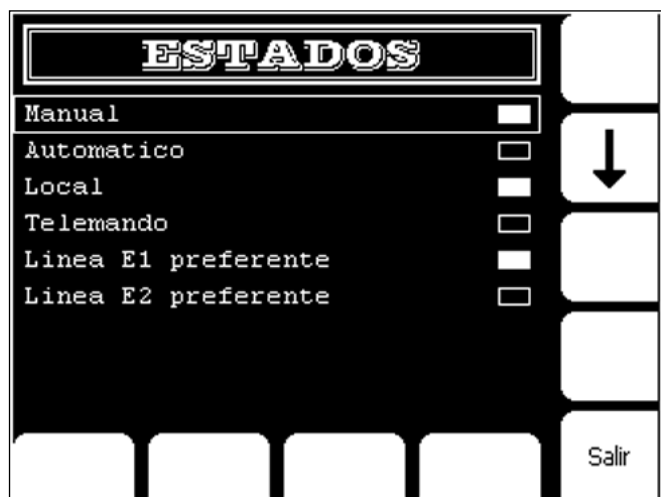 ESTADOS
Manual
Automatico
Local
Telemando
Linea E1 preferente
Linea E2 preferente
Salir